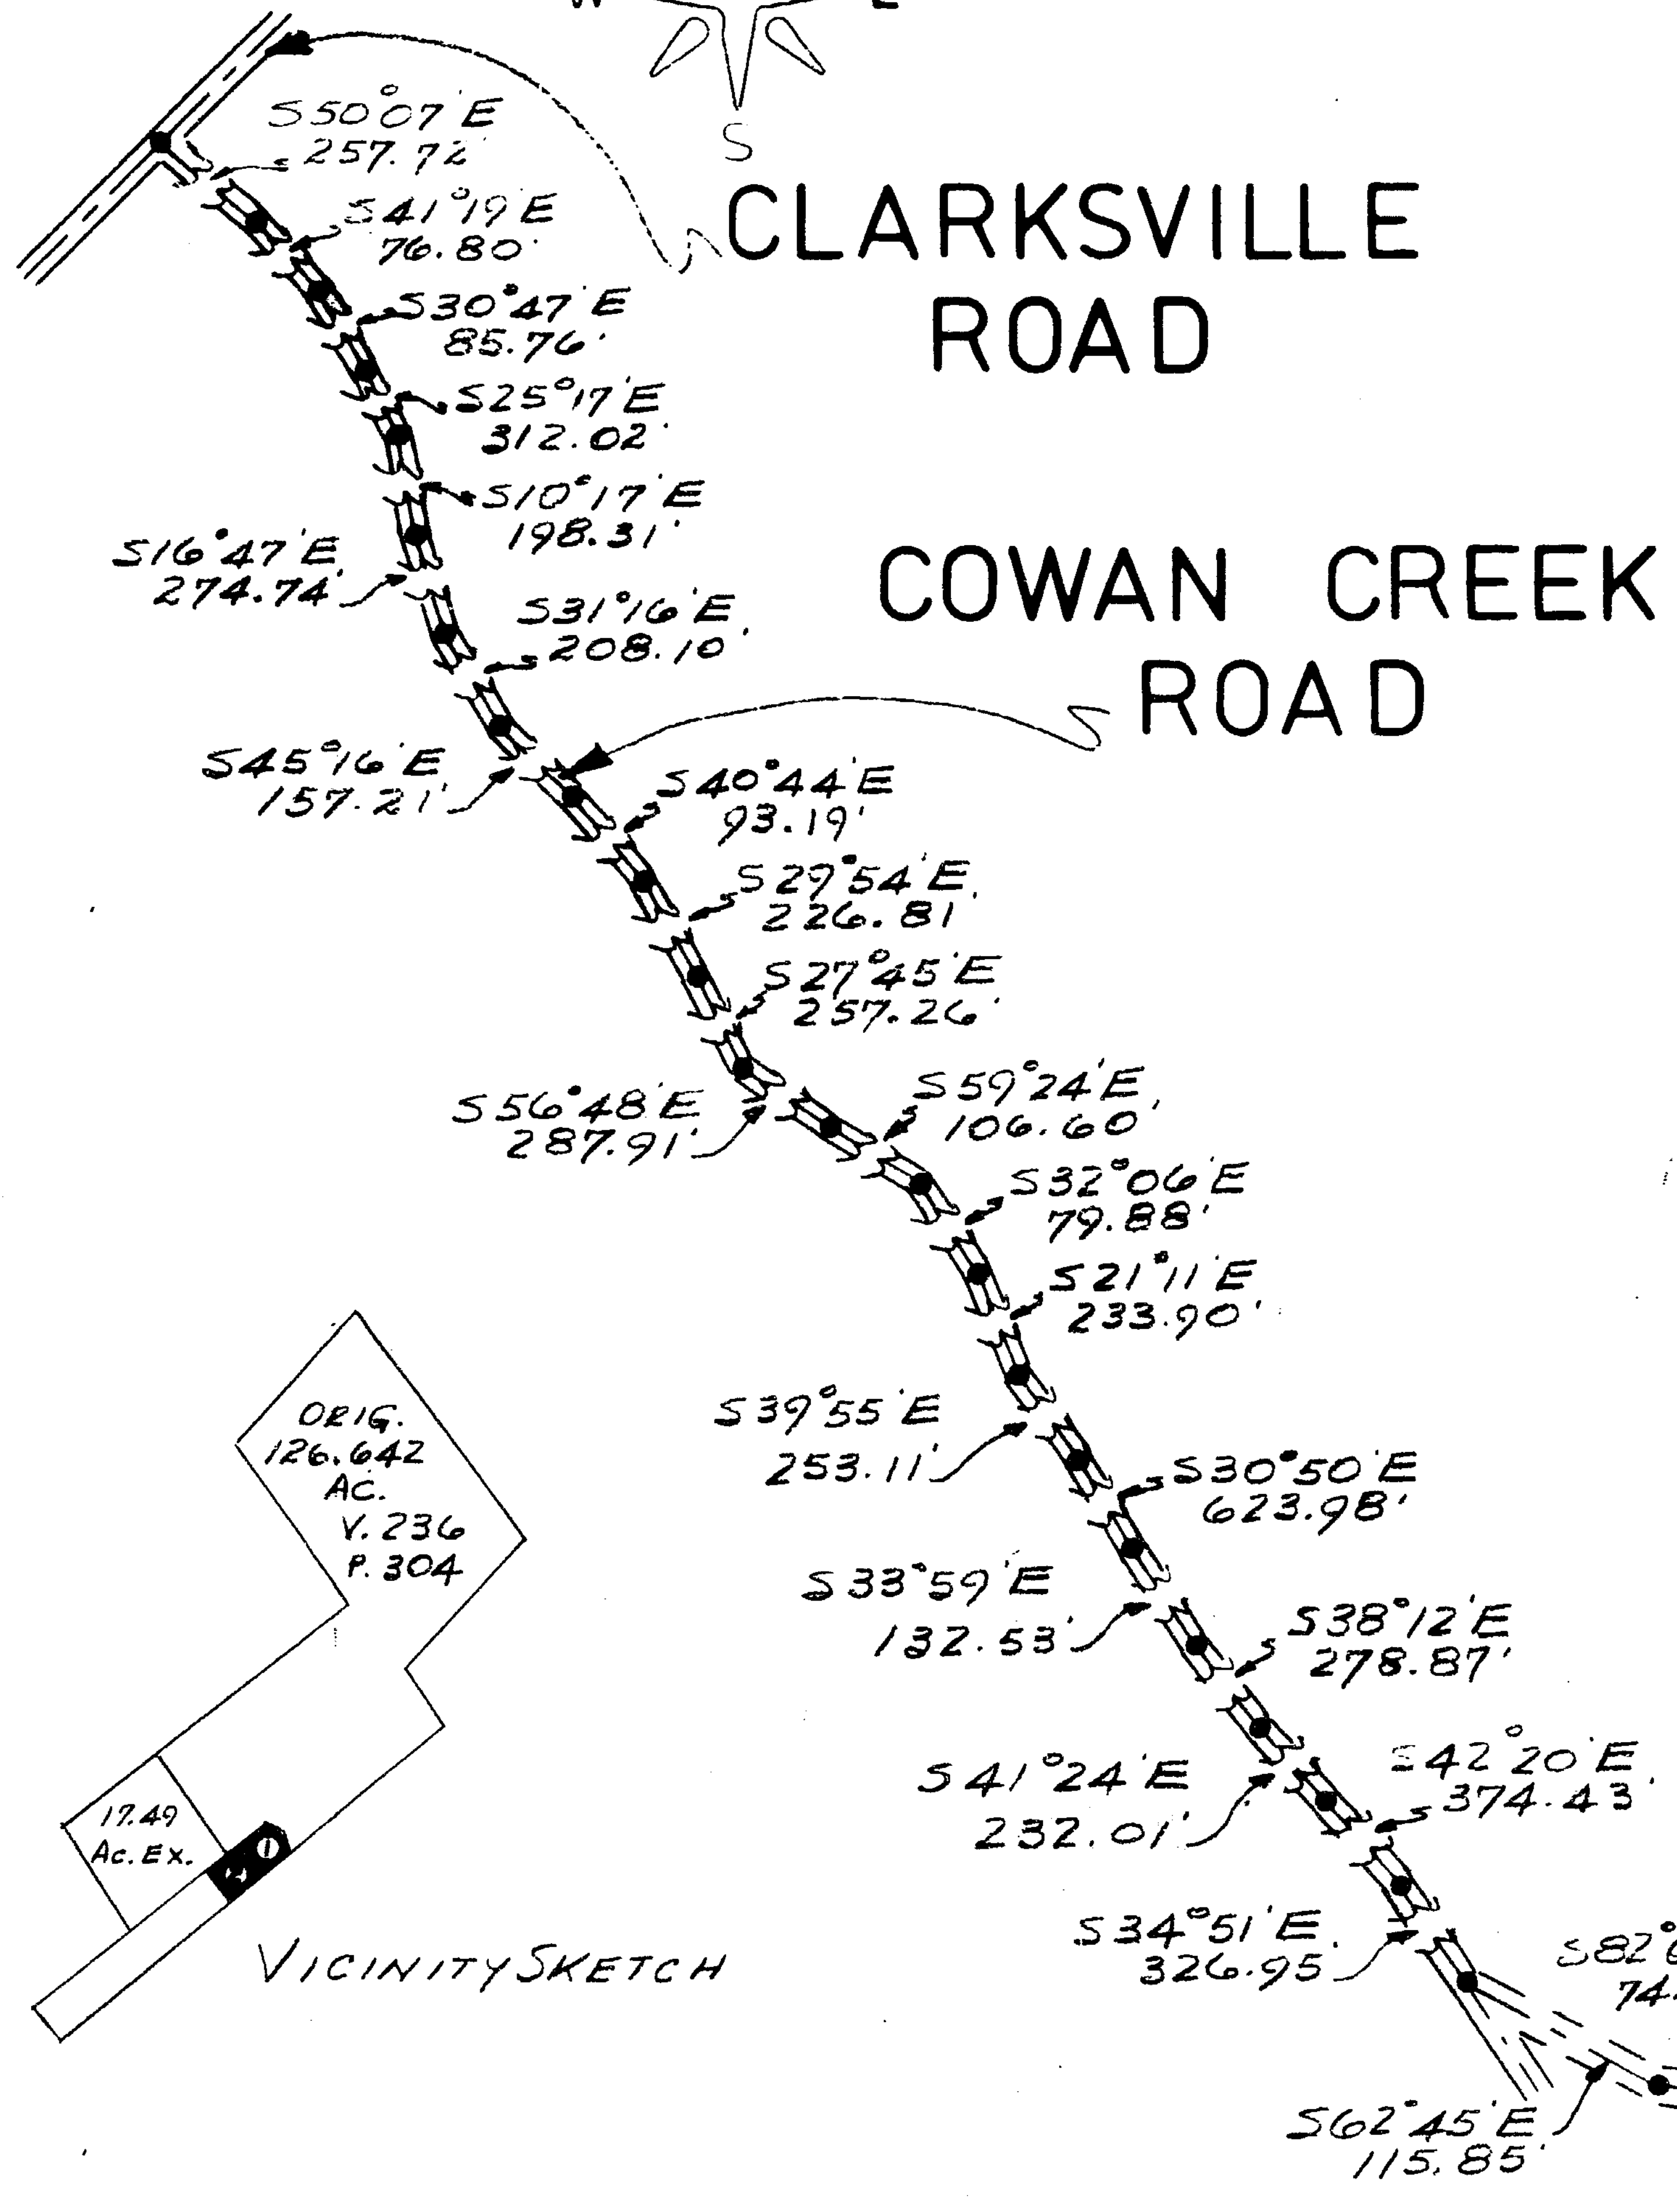 W E
S
S50°07'E
257.72'
S41°19'E
76.80'
CLARKSVILLE
ROAD
S30°47'E
85.76'
S25°17'E
312.02'
S10°17'E
198.31'
S16°47'E
274.74'
COWAN CREEK
ROAD
S31°16'E
208.10'
S45°16'E
157.21'
S40°44'E
93.19'
S29°54'E
226.81'
S27°45'E
257.26'
S59°24'E
106.60'
S56°48'E
287.91'
S32°06'E
79.88'
S21°11'E
233.90'
S39°55'E
253.11'
S30°50'E
623.98'
S33°59'E
132.53'
S38°12'E
278.87'
S42°20'E
374.43'
S41°24'E
232.01'
S34°51'E
326.95'
S82°
74.
S62°45'E
115.85'
ORIG.
126.642
AC.
V. 236
P. 304
17.49
Ac. Ex.
VICINITY SKETCH